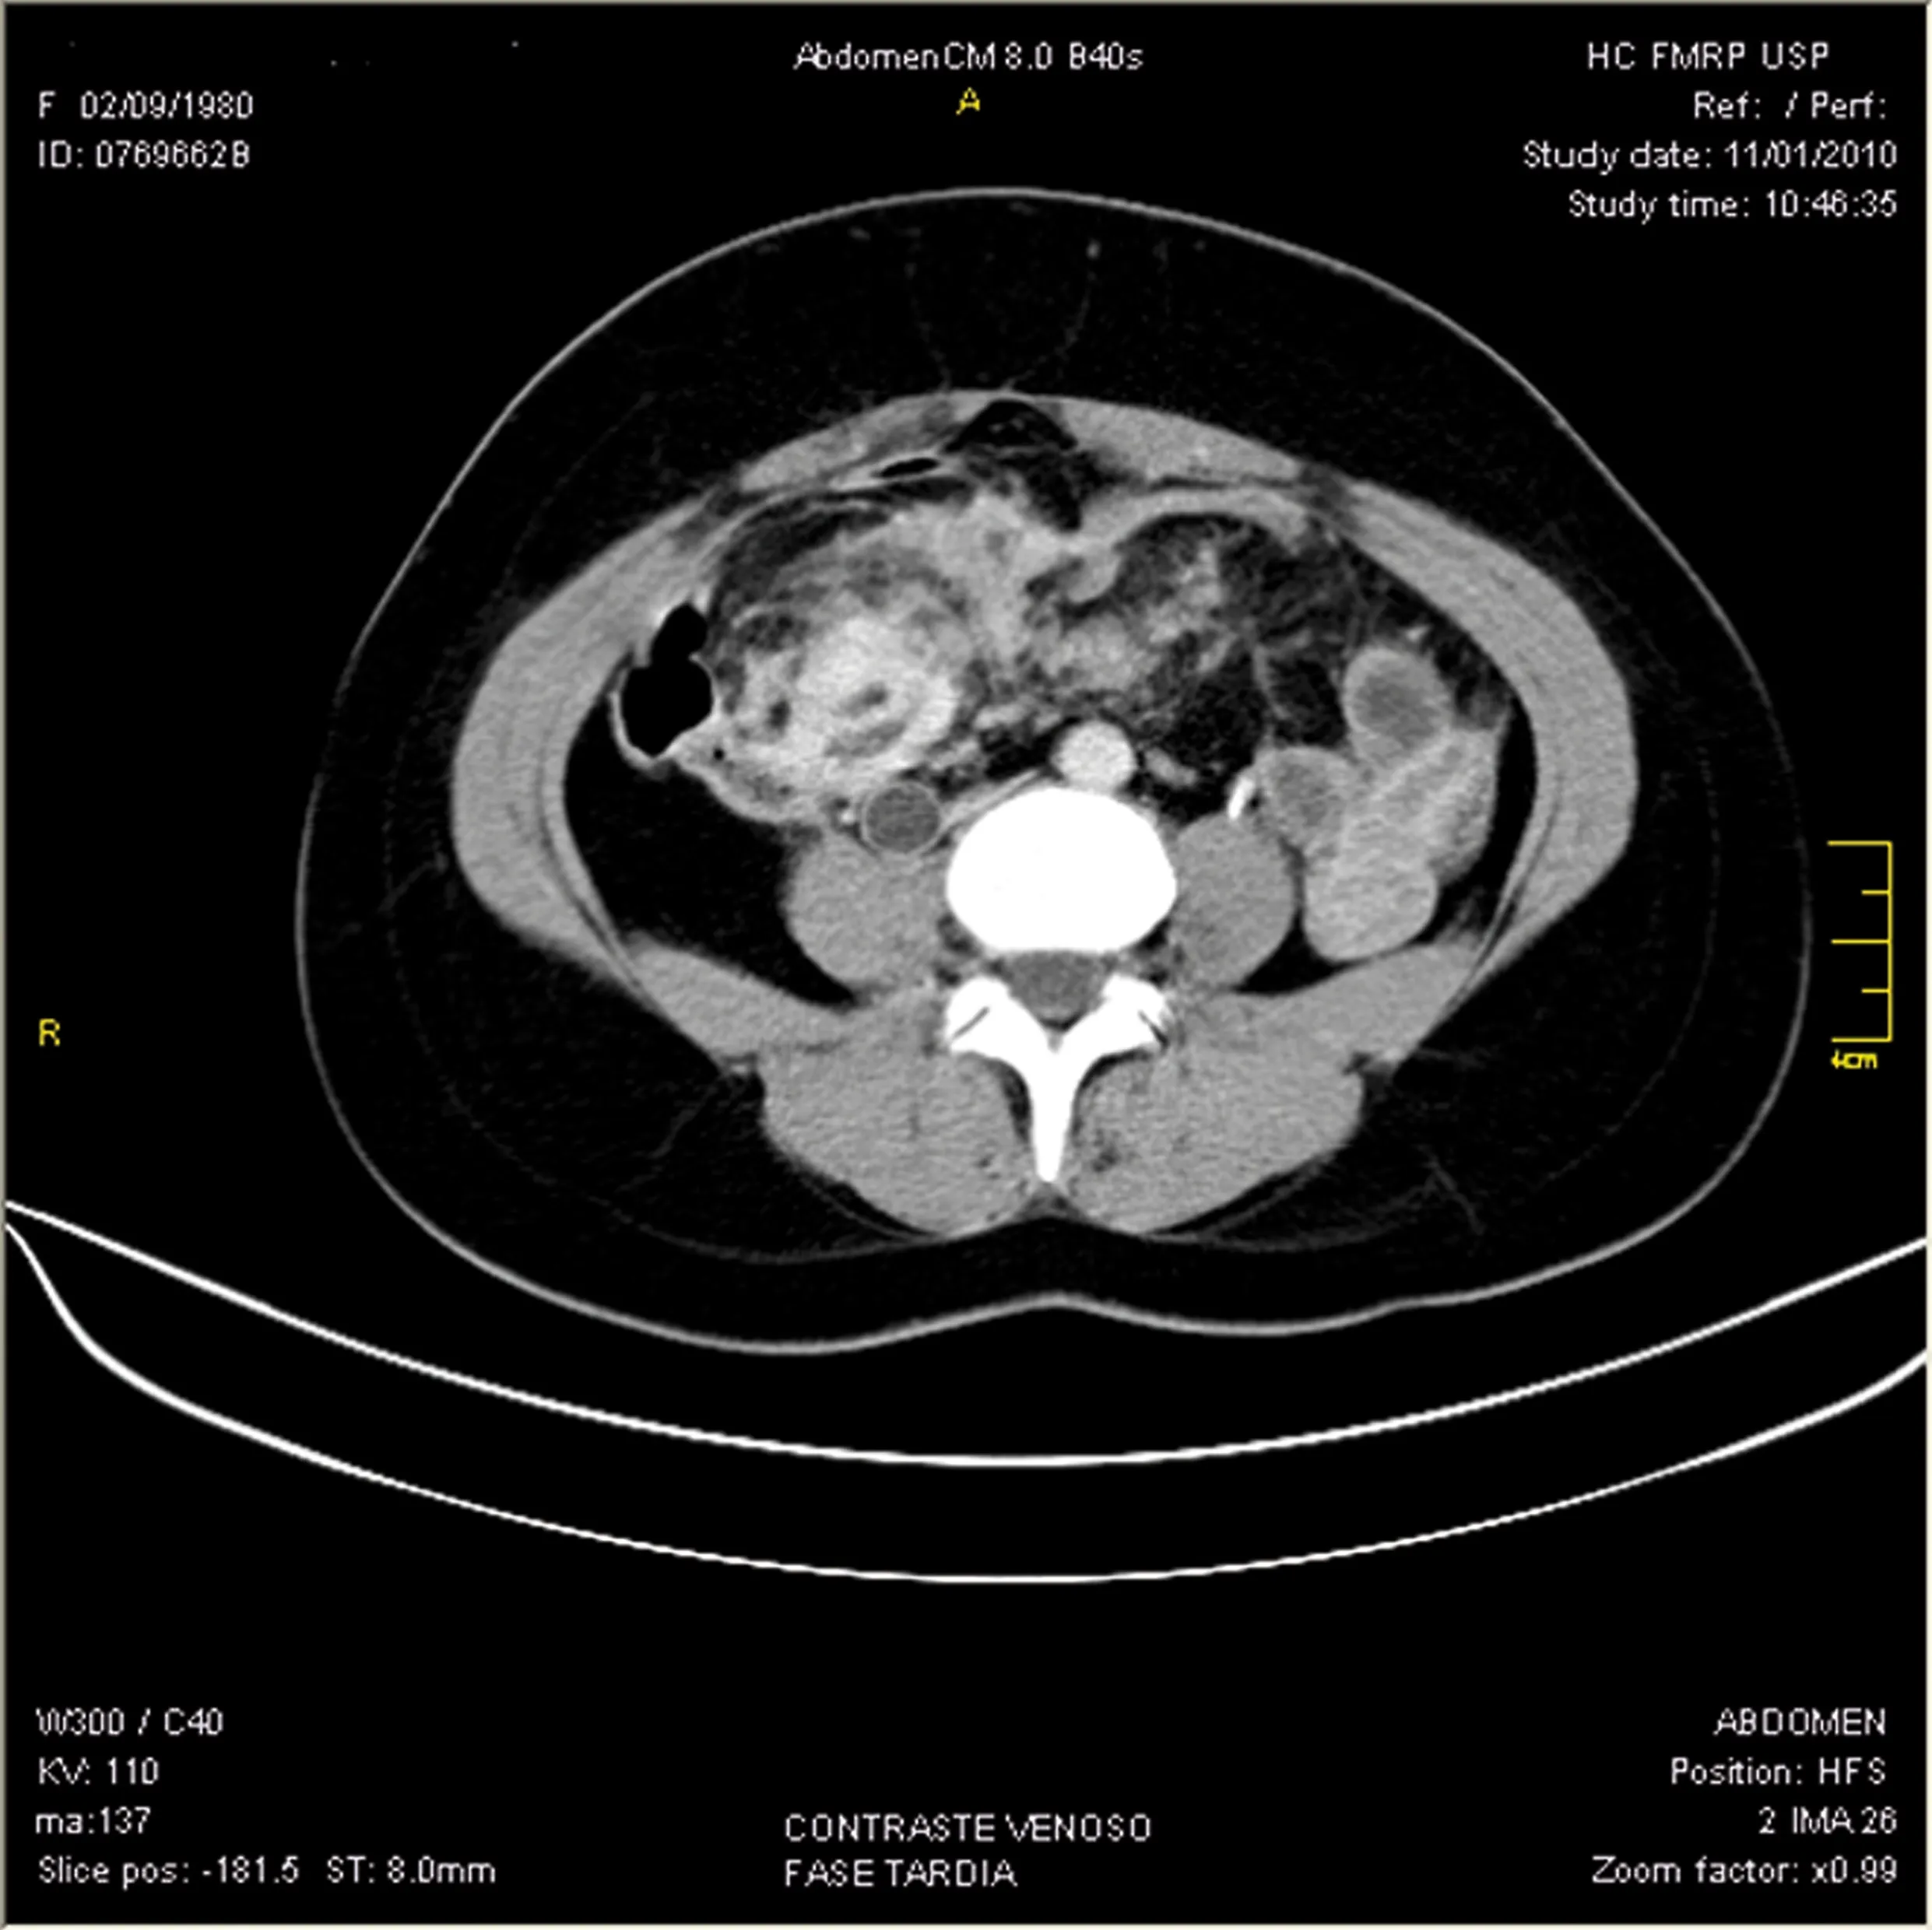 AbdomenCM 8.0 B40s
A
F 02/09/1980
ID: 0769662B
HC FMRP USP
Ref: / Perf:
Study date: 11/01/2010
Study time: 10:46:35
R
4cm
W300 / C40
KV: 110
ma:137
Slice pos: -181.5 ST: 8.0mm
CONTRASTE VENOSO
FASE TARDIA
ABDOMEN
Position: HFS
2 IMA 26
Zoom factor: x0.99